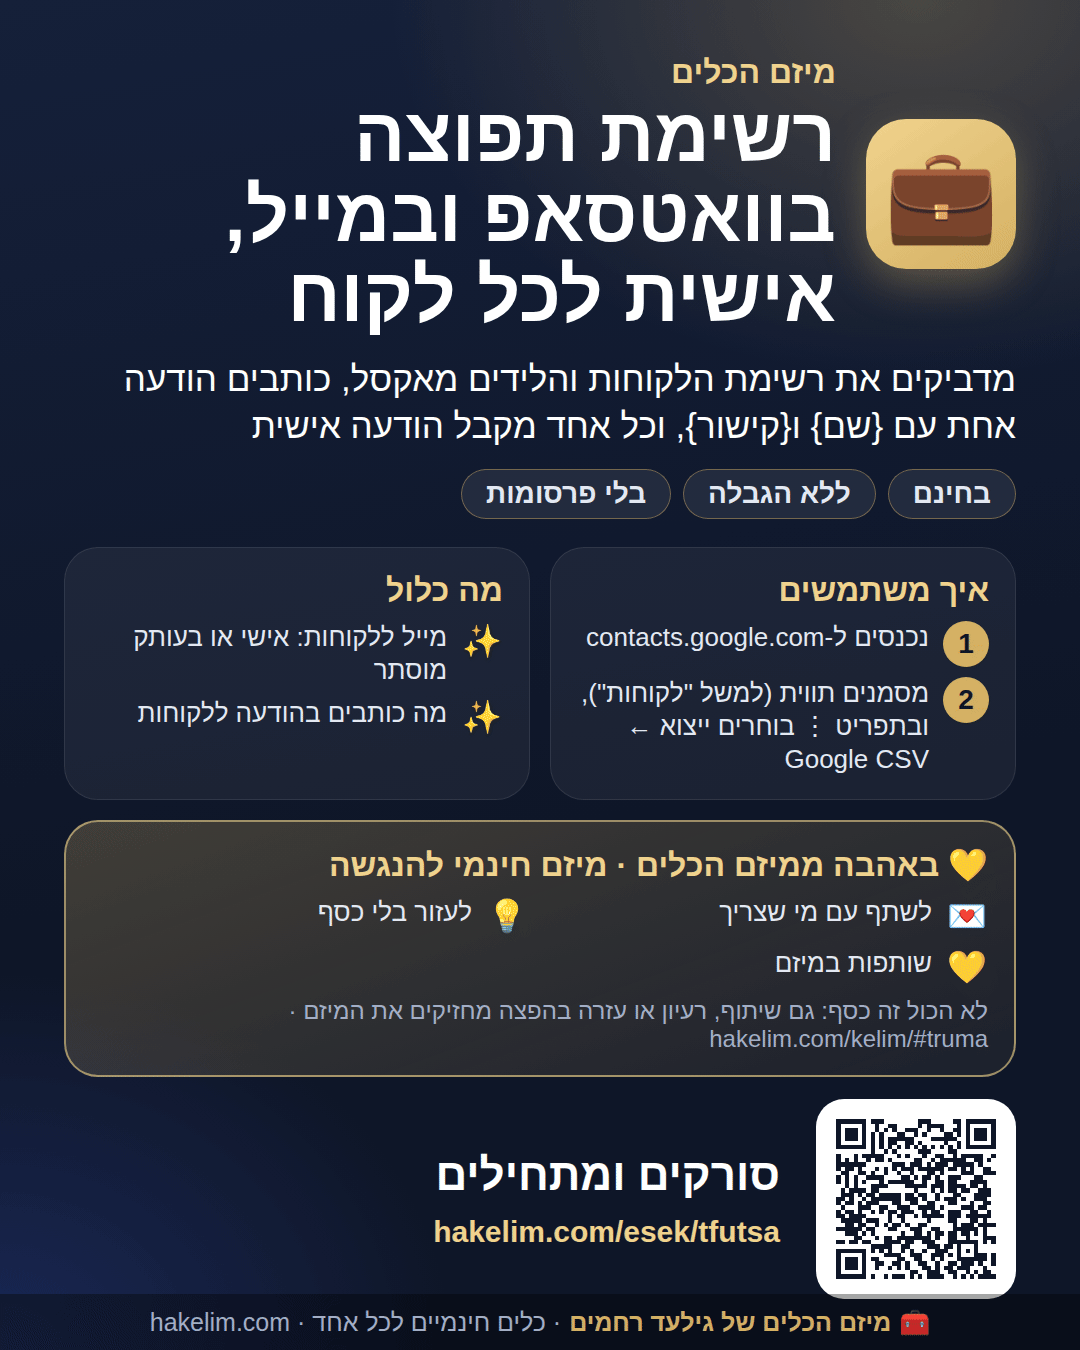 מיזם הכלים
רשימת תפוצה
בוואטסאפ ובמייל,
אישית לכל לקוח
מדביקים את רשימת הלקוחות והלידים מאקסל, כותבים הודעה
אחת עם {שם} ו{קישור}, וכל אחד מקבל הודעה אישית
בחינם
ללא הגבלה
בלי פרסומות
איך משתמשים
1 נכנסים ל-contacts.google.com
2 מסמנים תווית (למשל "לקוחות"),
ובתפריט ⋮ בוחרים ייצוא ←
Google CSV
מה כלול
✨ מייל ללקוחות: אישי או בעותק
מוסתר
✨ מה כותבים בהודעה ללקוחות
💛 באהבה ממיזם הכלים · מיזם חינמי להנגשה
💌 לשתף עם מי שצריך
💡 לעזור בלי כסף
💛 שותפות במיזם
לא הכול זה כסף: גם שיתוף, רעיון או עזרה בהפצה מחזיקים את המיזם ·
hakelim.com/kelim/#truma
סורקים ומתחילים
hakelim.com/esek/tfutsa
🧰 מיזם הכלים של גילעד רחמים · כלים חינמיים לכל אחד · hakelim.com